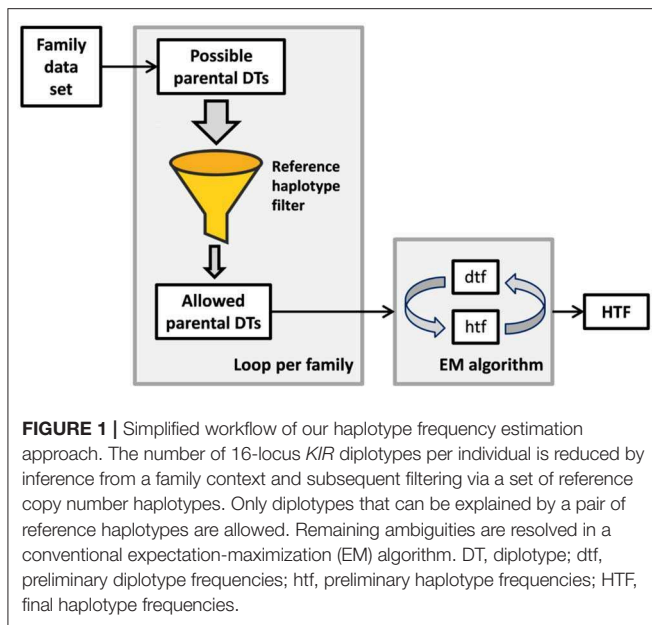 Family
data
set
Possible
parental DTs
Reference
haplotype
filter
Allowed
parental DTs
Loop per family
dtf
htf
EM algorithm
HTF
FIGURE 1 | Simplified workflow of our haplotype frequency estimation
approach. The number of 16-locus KIR diplotypes per individual is reduced by
inference from a family context and subsequent filtering via a set of reference
copy number haplotypes. Only diplotypes that can be explained by a pair of
reference haplotypes are allowed. Remaining ambiguities are resolved in a
conventional expectation-maximization (EM) algorithm. DT, diplotype; dtf,
preliminary diplotype frequencies; htf, preliminary haplotype frequencies; HTF,
final haplotype frequencies.